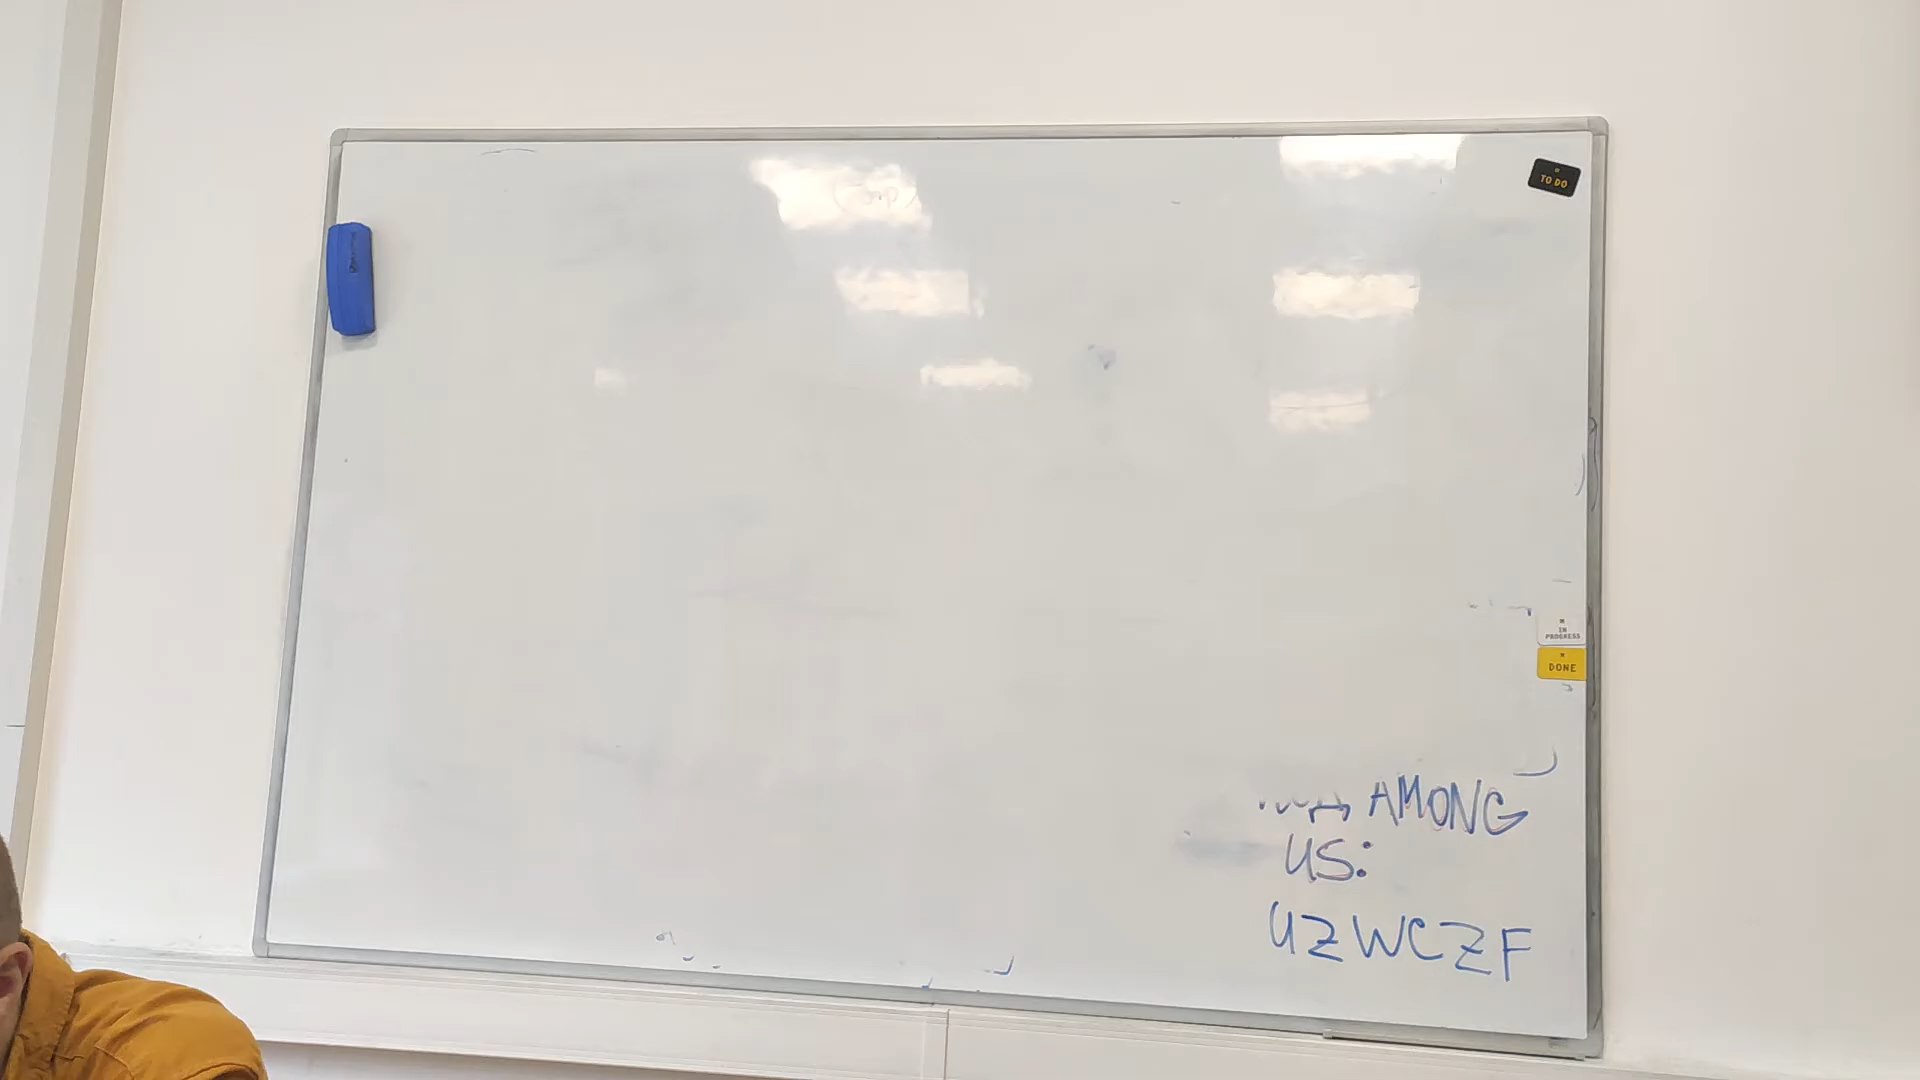 TO DO
IN
PROGRESS
DONE
AMONG
US:
UZWCZF